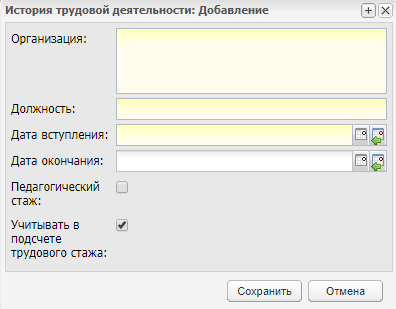 История трудовой деятельности: Добавление
Организация:
Должность:
Дата вступления:
Дата окончания:
Педагогический
стаж:
Учитывать в
подсчете
трудового стажа:
Сохранить Отмена